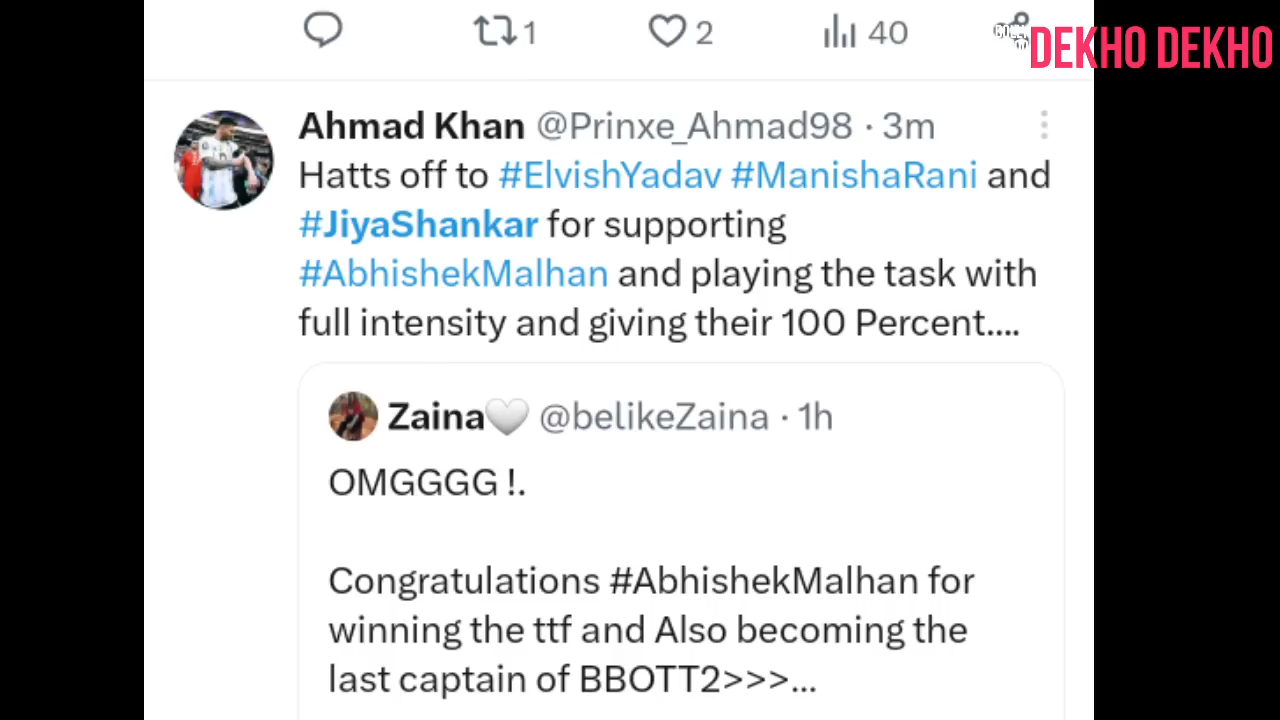 1 2 40
DEKHO DEKHO
Ahmad Khan @Prinxe_Ahmad98 · 3m
Hatts off to #ElvishYadav #ManishaRani and
#JiyaShankar for supporting
#AbhishekMalhan and playing the task with
full intensity and giving their 100 Percent....
Zaina🤍 @belikeZaina · 1h
OMGGGG !.
Congratulations #AbhishekMalhan for
winning the ttf and Also becoming the
last captain of BBOTT2>>>...